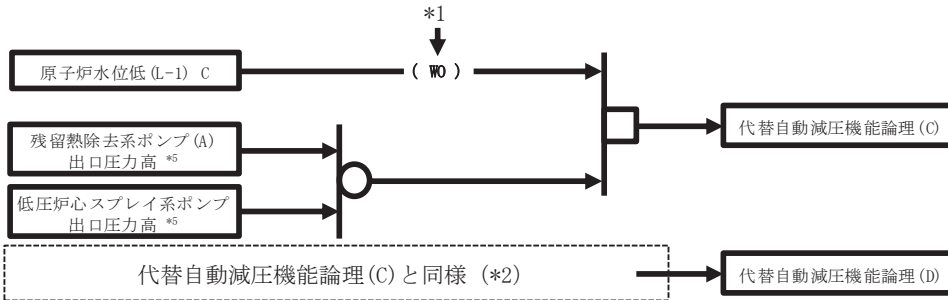 *1
原子炉水位低(L-1) C
( WO )
代替自動減圧機能論理(C)
残留熱除去系ポンプ(A)
出口圧力高 *5
低圧炉心スプレイ系ポンプ
出口圧力高 *5
代替自動減圧機能論理(C)と同様 (*2)
代替自動減圧機能論理(D)